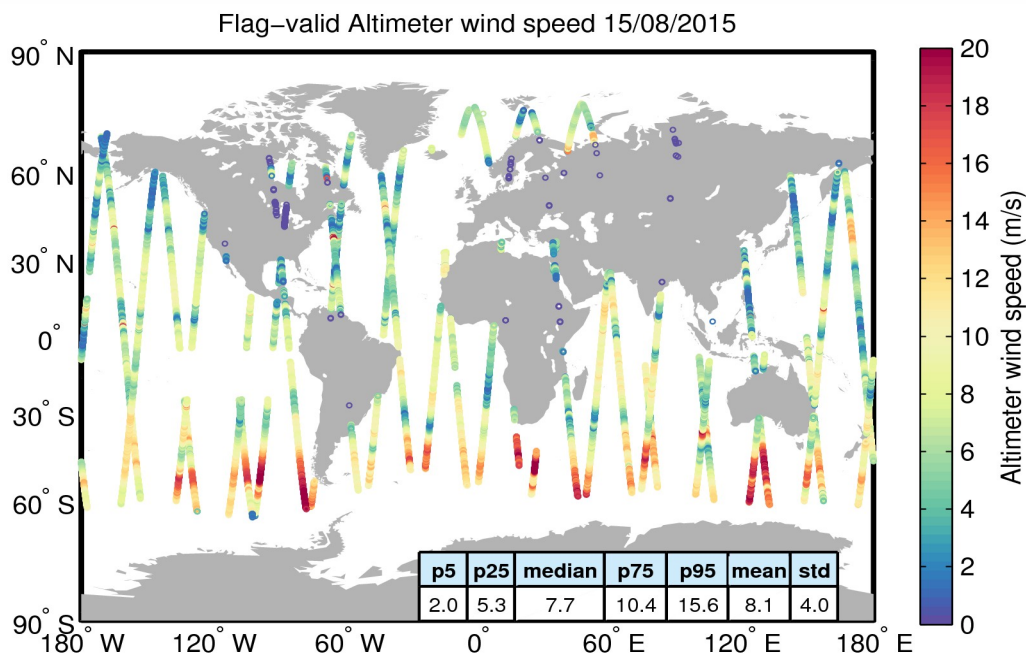 Flag−valid Altimeter wind speed 15/08/2015
90° N
60° N
30° N
0°
30° S
60° S
90° S
180° W
120° W
60° W
0°
60° E
120° E
180° E
p5 p25 median p75 p95 mean std
2.0 5.3 7.7 10.4 15.6 8.1 4.0
20
18
16
14
12
10
8
6
4
2
0
Altimeter wind speed (m/s)